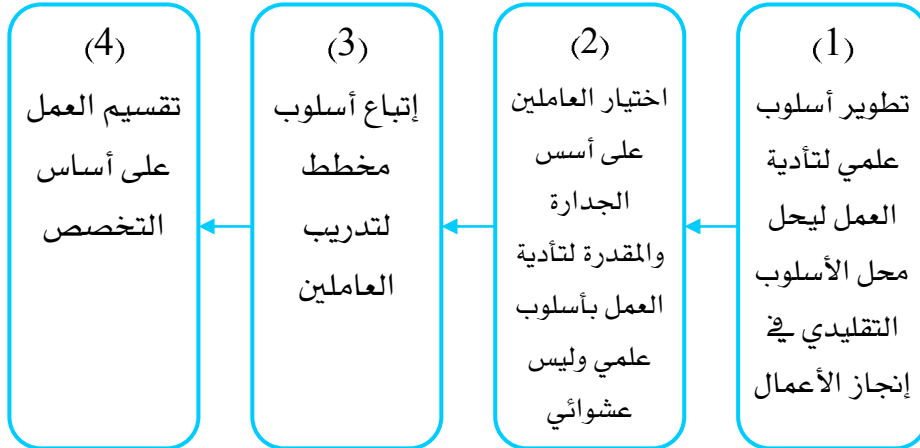 (1)
تطوير أسلوب
علمي لتأدية
العمل ليحل
محل الأسلوب
التقليدي في
إنجاز الأعمال
(2)
اختيار العاملين
على أسس
الجدارة
والمقدرة لتأدية
العمل بأسلوب
علمي وليس
عشوائي
(3)
إتباع أسلوب
مخطط
لتدريب
العاملين
(4)
تقسيم العمل
على أساس
التخصص